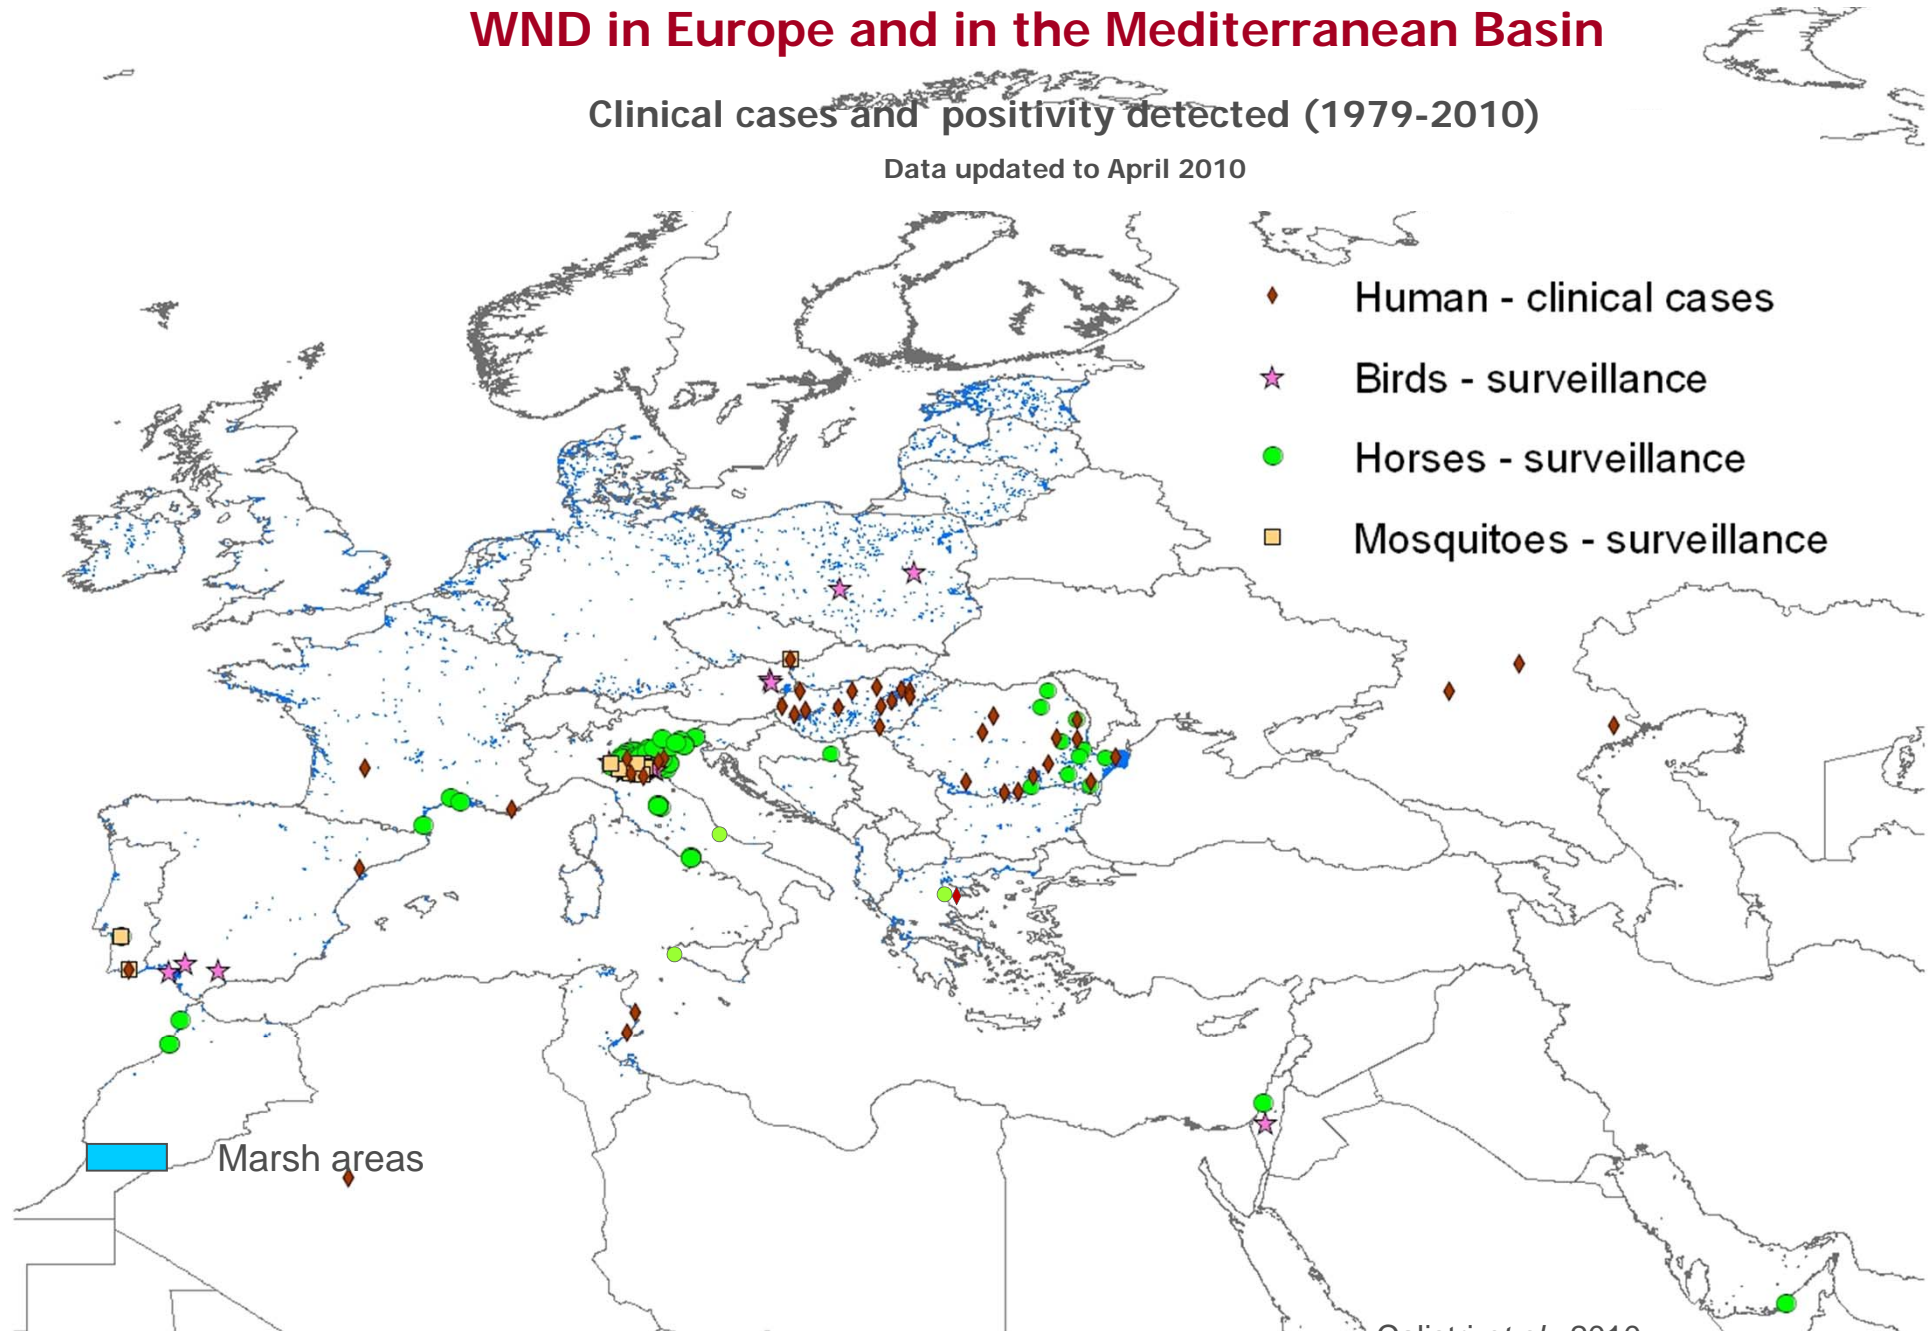 WND in Europe and in the Mediterranean Basin
Clinical cases and positivity detected (1979-2010)
Data updated to April 2010
Human - clinical cases
Birds - surveillance
Horses - surveillance
Mosquitoes - surveillance
Marsh areas
2010